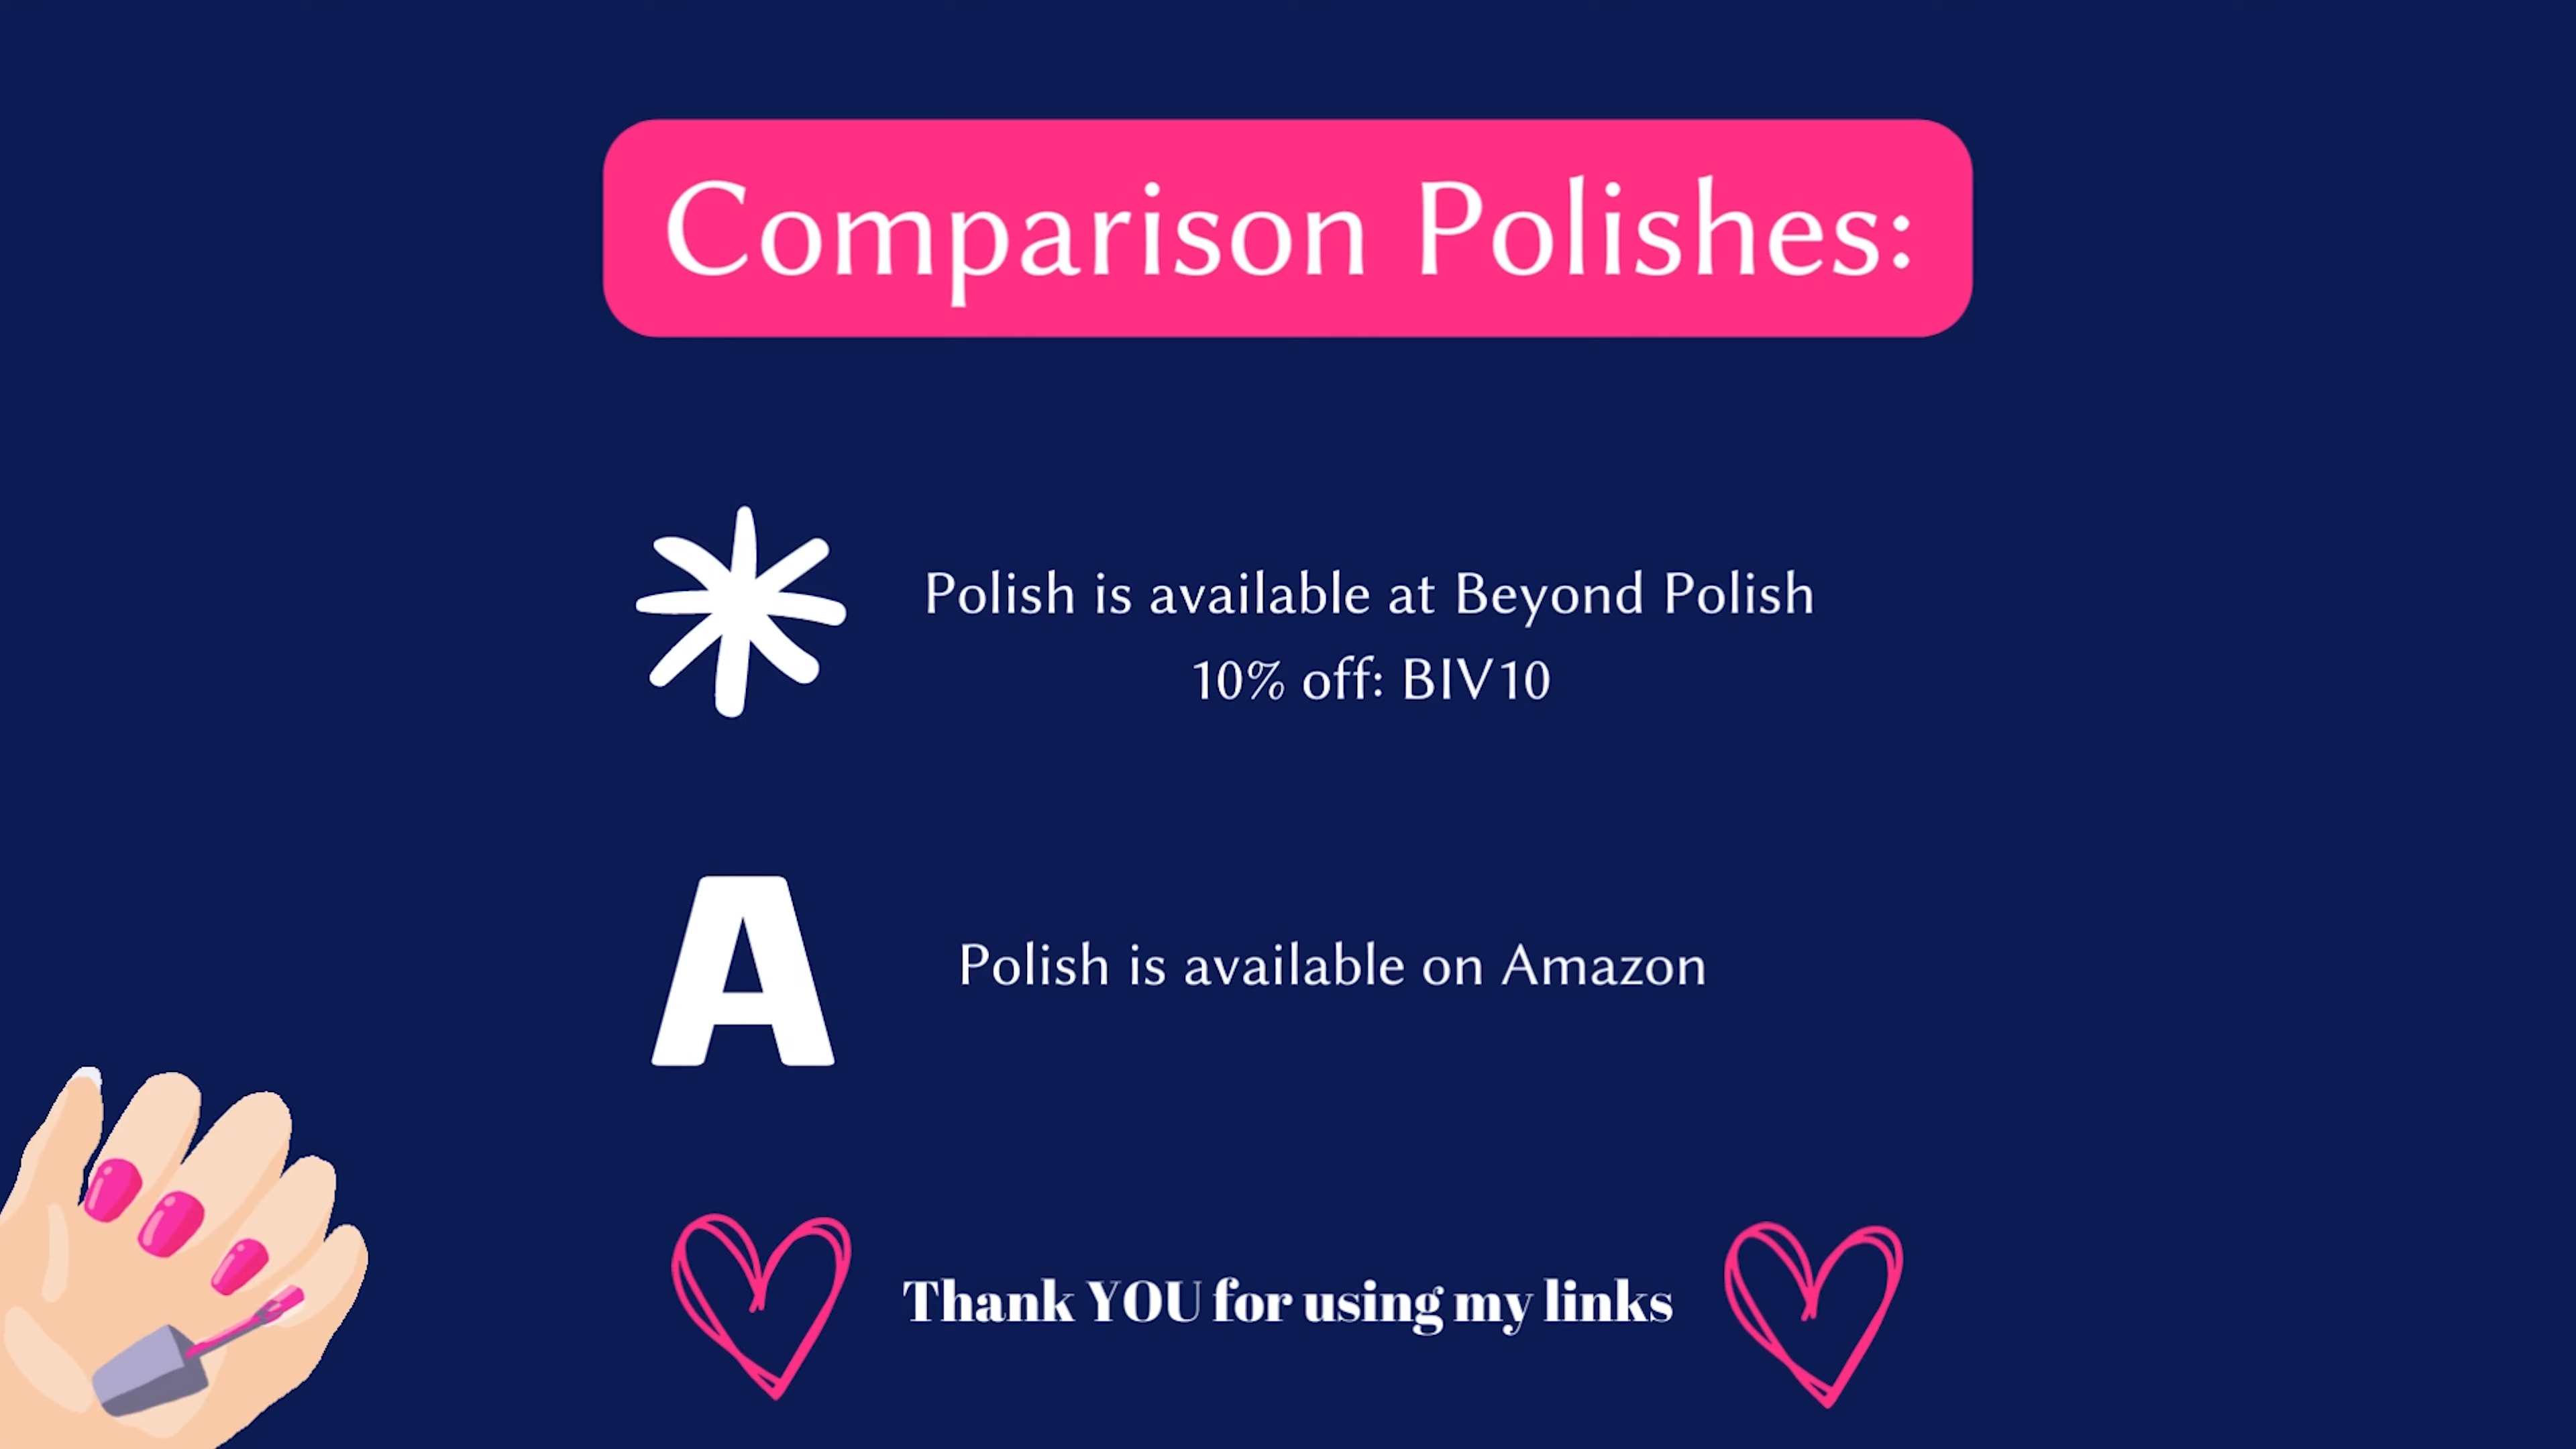 Comparison Polishes:
Polish is available at Beyond Polish
10% off: BIV10
A
Polish is available on Amazon
Thank YOU for using my links